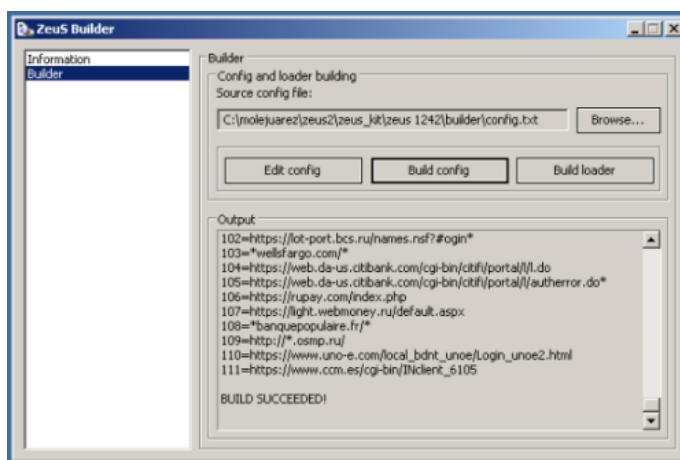 ZeuS Builder
Information
Builder
Builder
Config and loader building
Source config file:
C:\molejuarez\zeus2\zeus_kit\zeus 1242\builder\config.txt
Browse...
Edit config
Build config
Build loader
Output
102=https://lot-port.bcs.ru/names.nsf?#ogin*
103=*wellsfargo.com/*
104=https://web.da-us.citibank.com/cgi-bin/citifi/portal/l/l.do
105=https://web.da-us.citibank.com/cgi-bin/citifi/portal/l/autherror.do*
106=https://rupay.com/index.php
107=https://light.webmoney.ru/default.aspx
108=*banquepopulaire.fr/*
109=http://*.osmp.ru/
110=https://www.uno-e.com/local_bdnt_unoe/Login_unoe2.html
111=https://www.ccm.es/cgi-bin/INclient_6105
BUILD SUCCEEDED!